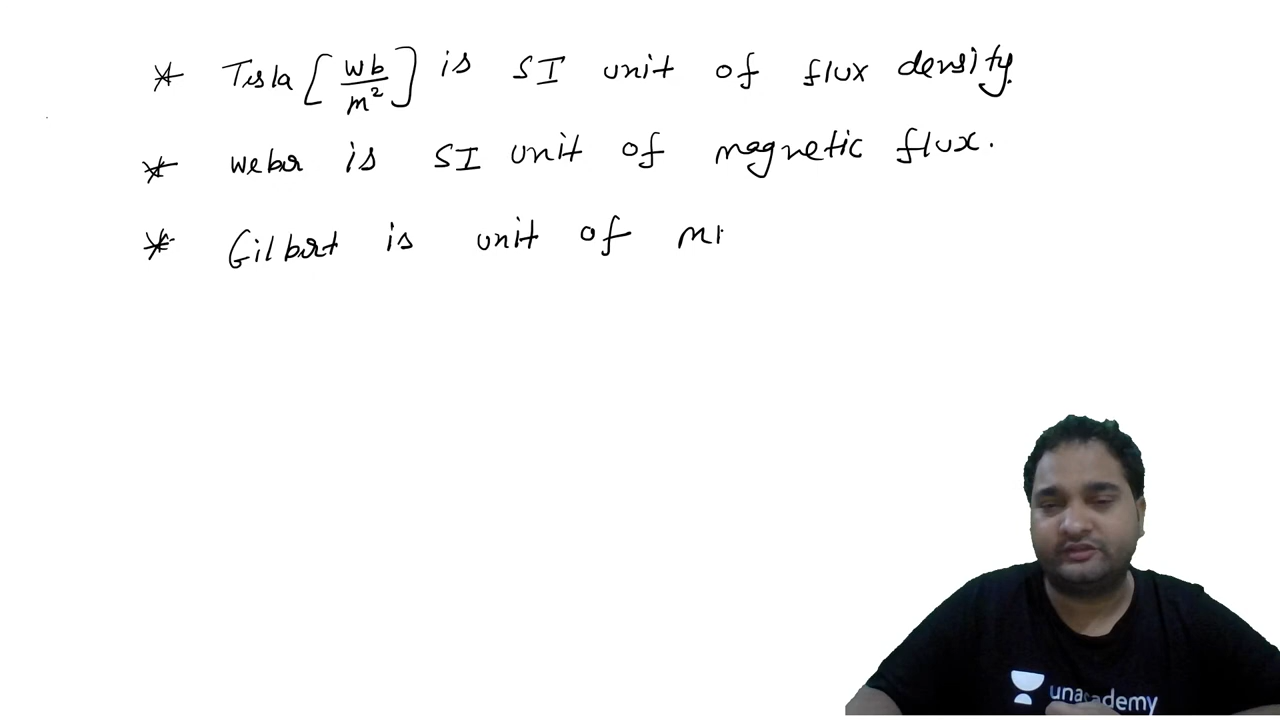 * Tesla [Wb/m²] is SI unit of flux density.
* weber is SI unit of magnetic flux.
* Gilbert is unit of
unacademy